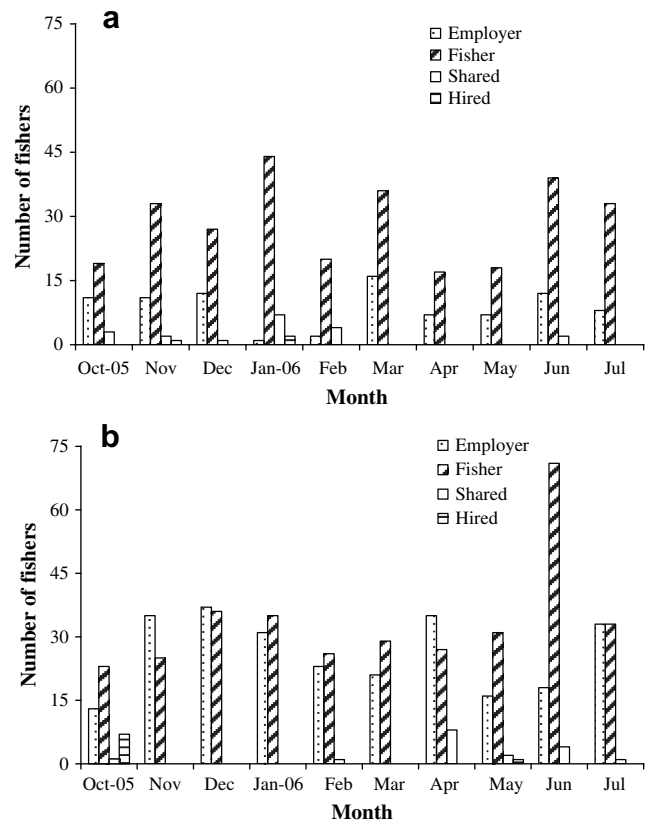 a
75
60
45
30
15
0
Number of fishers
Employer
Fisher
Shared
Hired
Oct-05 Nov Dec Jan-06 Feb Mar Apr May Jun Jul
Month
b
75
60
45
30
15
0
Number of fishers
Employer
Fisher
Shared
Hired
Oct-05 Nov Dec Jan-06 Feb Mar Apr May Jun Jul
Month